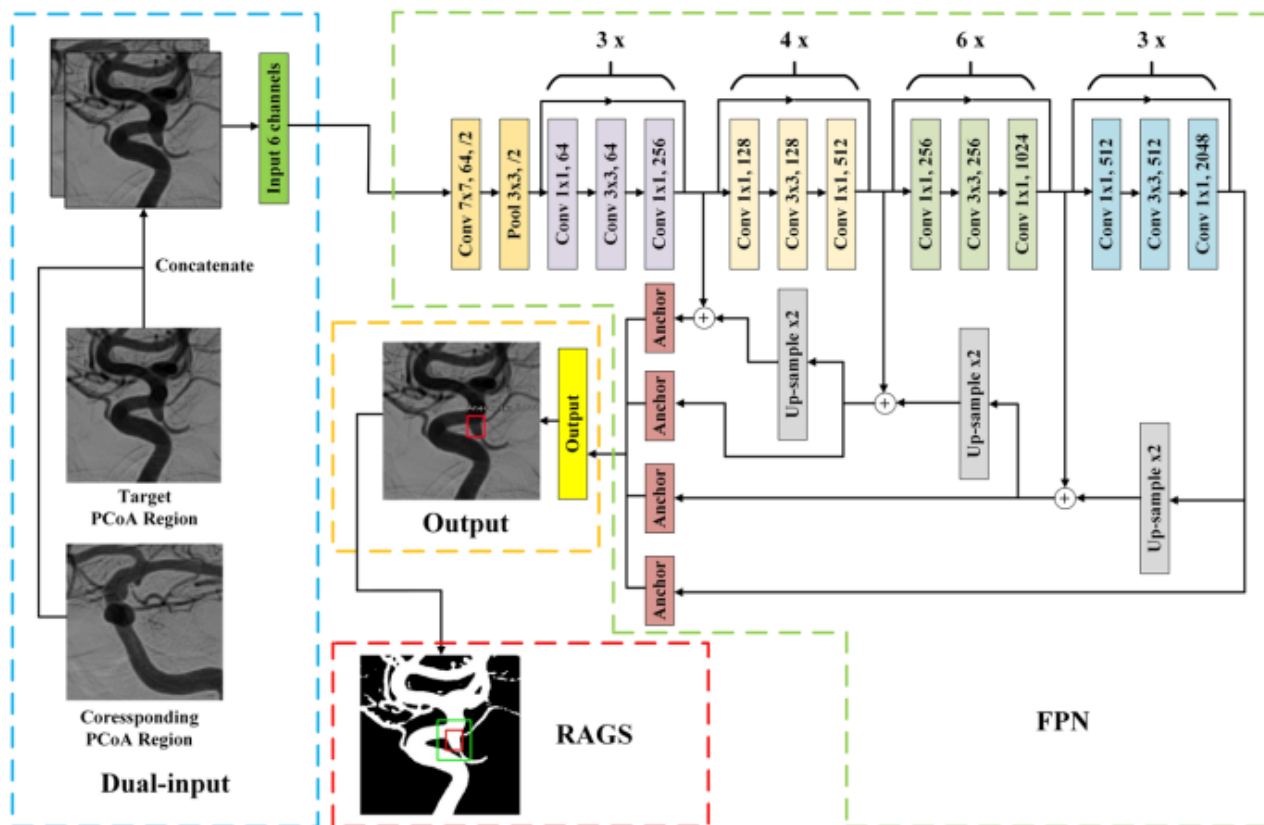 Input 6 channels
Concatenate
Target
PCoA Region
Coressponding
PCoA Region
Dual-input
3 x
4 x
6 x
3 x
Conv 7x7, 64, /2
Pool 3x3, /2
Conv 1x1, 64
Conv 3x3, 64
Conv 1x1, 256
Conv 1x1, 128
Conv 3x3, 128
Conv 1x1, 512
Conv 1x1, 256
Conv 3x3, 256
Conv 1x1, 1024
Conv 1x1, 512
Conv 3x3, 512
Conv 1x1, 2048
Anchor
Anchor
Anchor
Anchor
Up-sample x2
Up-sample x2
Up-sample x2
Output
Output
RAGS
FPN